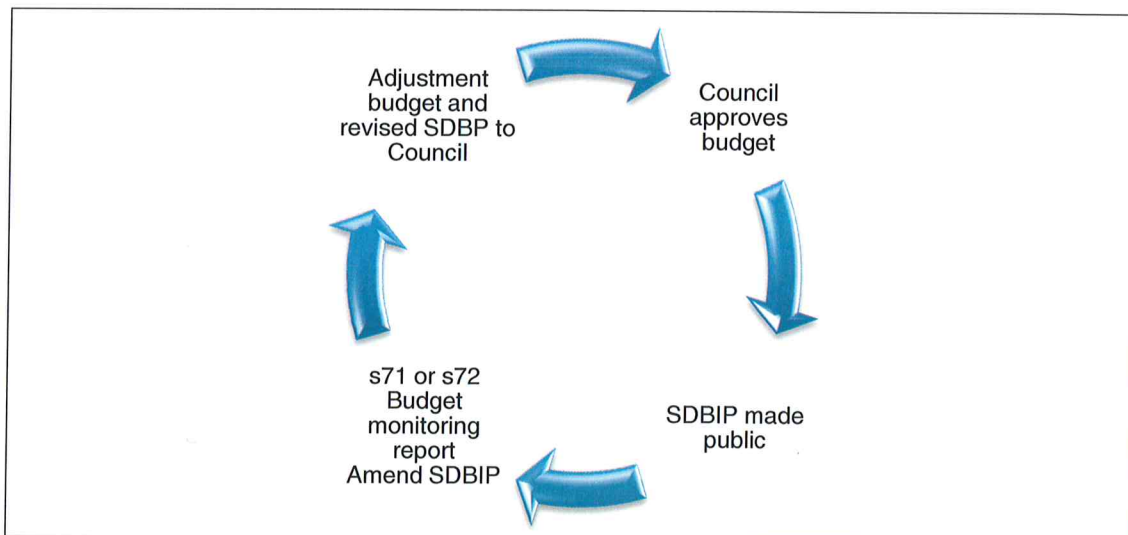 Adjustment
budget and
revised SDBP to
Council
Council
approves
budget
SDBIP made
public
s71 or s72
Budget
monitoring
report
Amend SDBIP